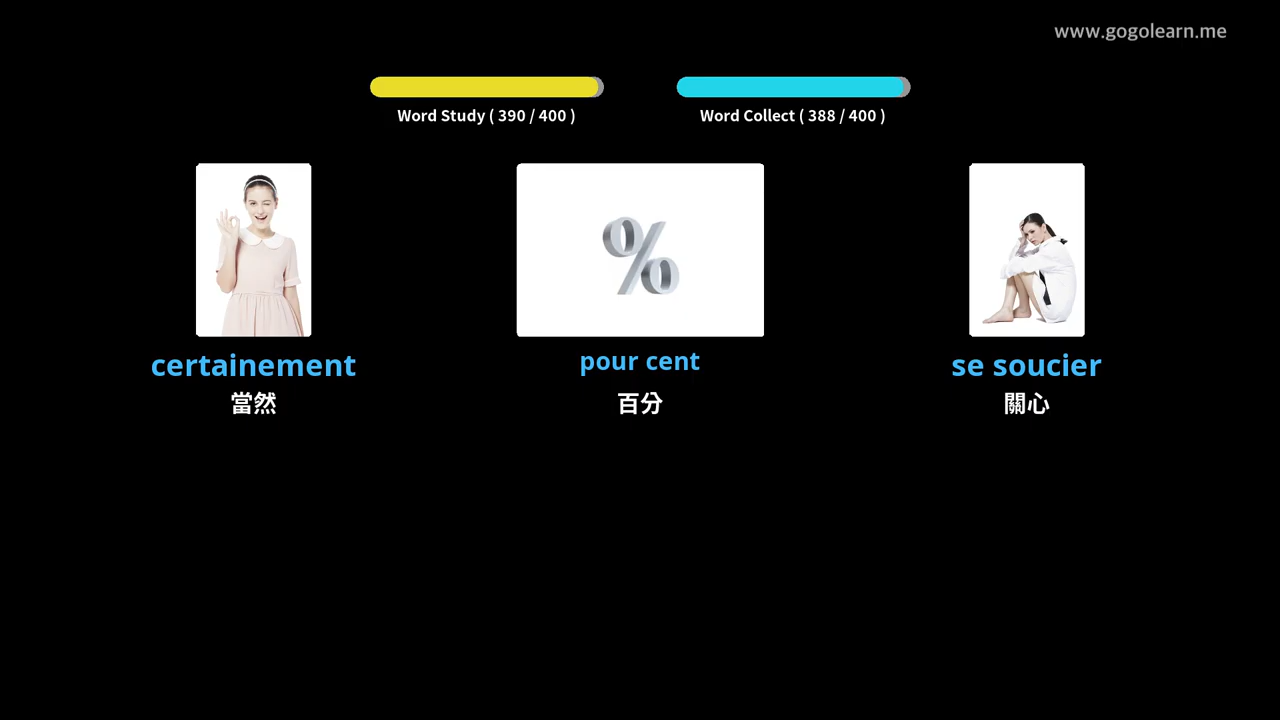 www.gogolearn.me
Word Study ( 390 / 400 )
Word Collect ( 388 / 400 )
%
certainement
當然
pour cent
百分
se soucier
關心